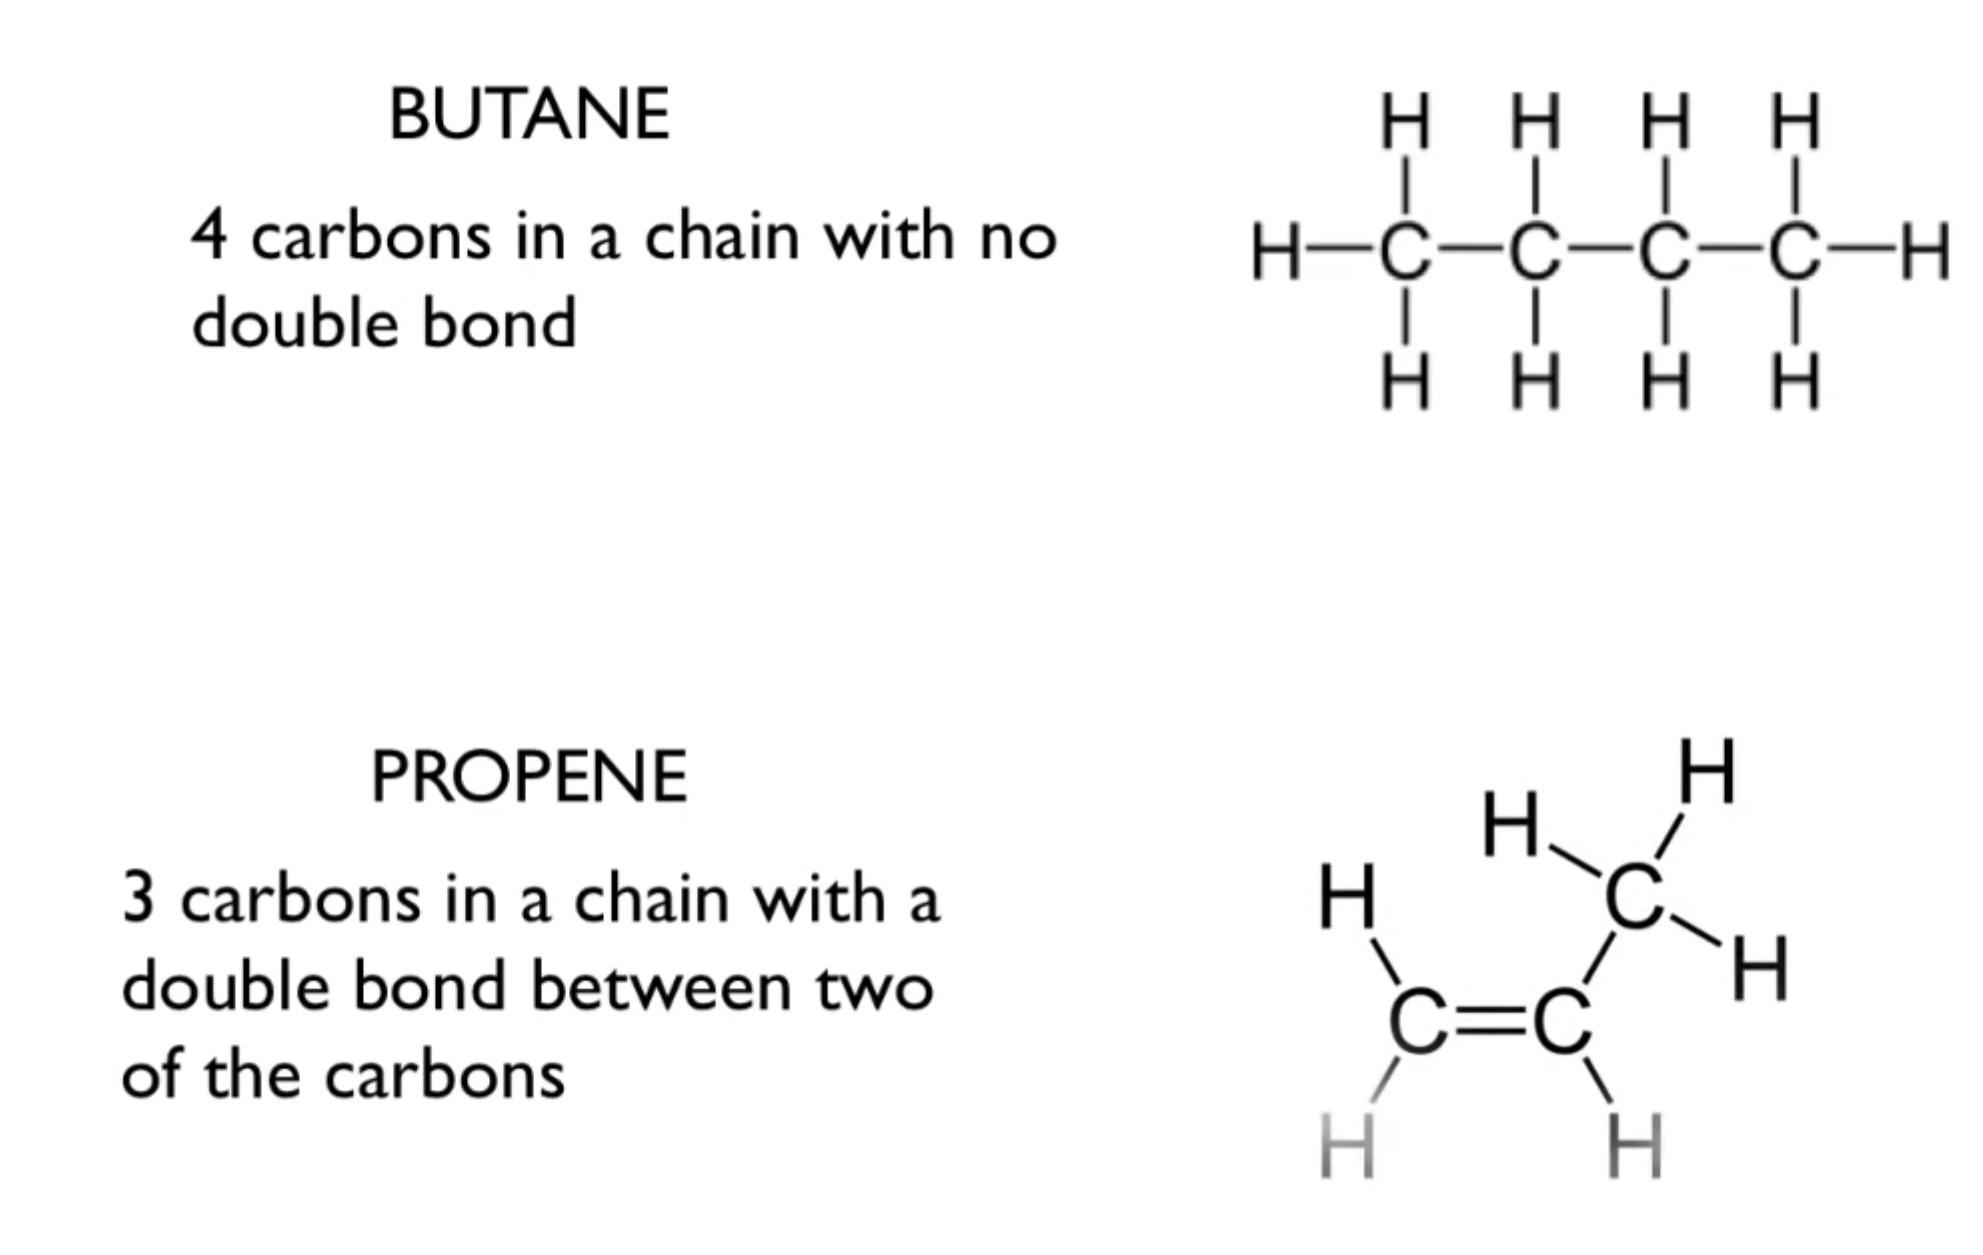 BUTANE
4 carbons in a chain with no
double bond
H H H H
H C C C C H
H H H H
PROPENE
3 carbons in a chain with a
double bond between two
of the carbons
H
H
H C
H
C=C
H H